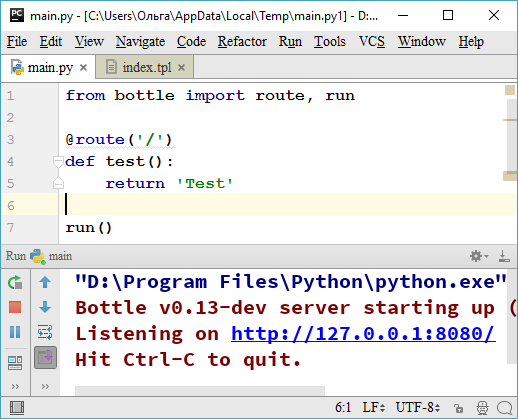 main.py - [C:\Users\Ольга\AppData\Local\Temp\main.py1] - D:...
File Edit View Navigate Code Refactor Run Tools VCS Window Help
main.py index.tpl
1 from bottle import route, run
2
3 @route('/')
4 def test():
5 return 'Test'
6
7 run()
Run main
"D:\Program Files\Python\python.exe"
Bottle v0.13-dev server starting up (
Listening on http://127.0.0.1:8080/
Hit Ctrl-C to quit.
6:1 LF UTF-8